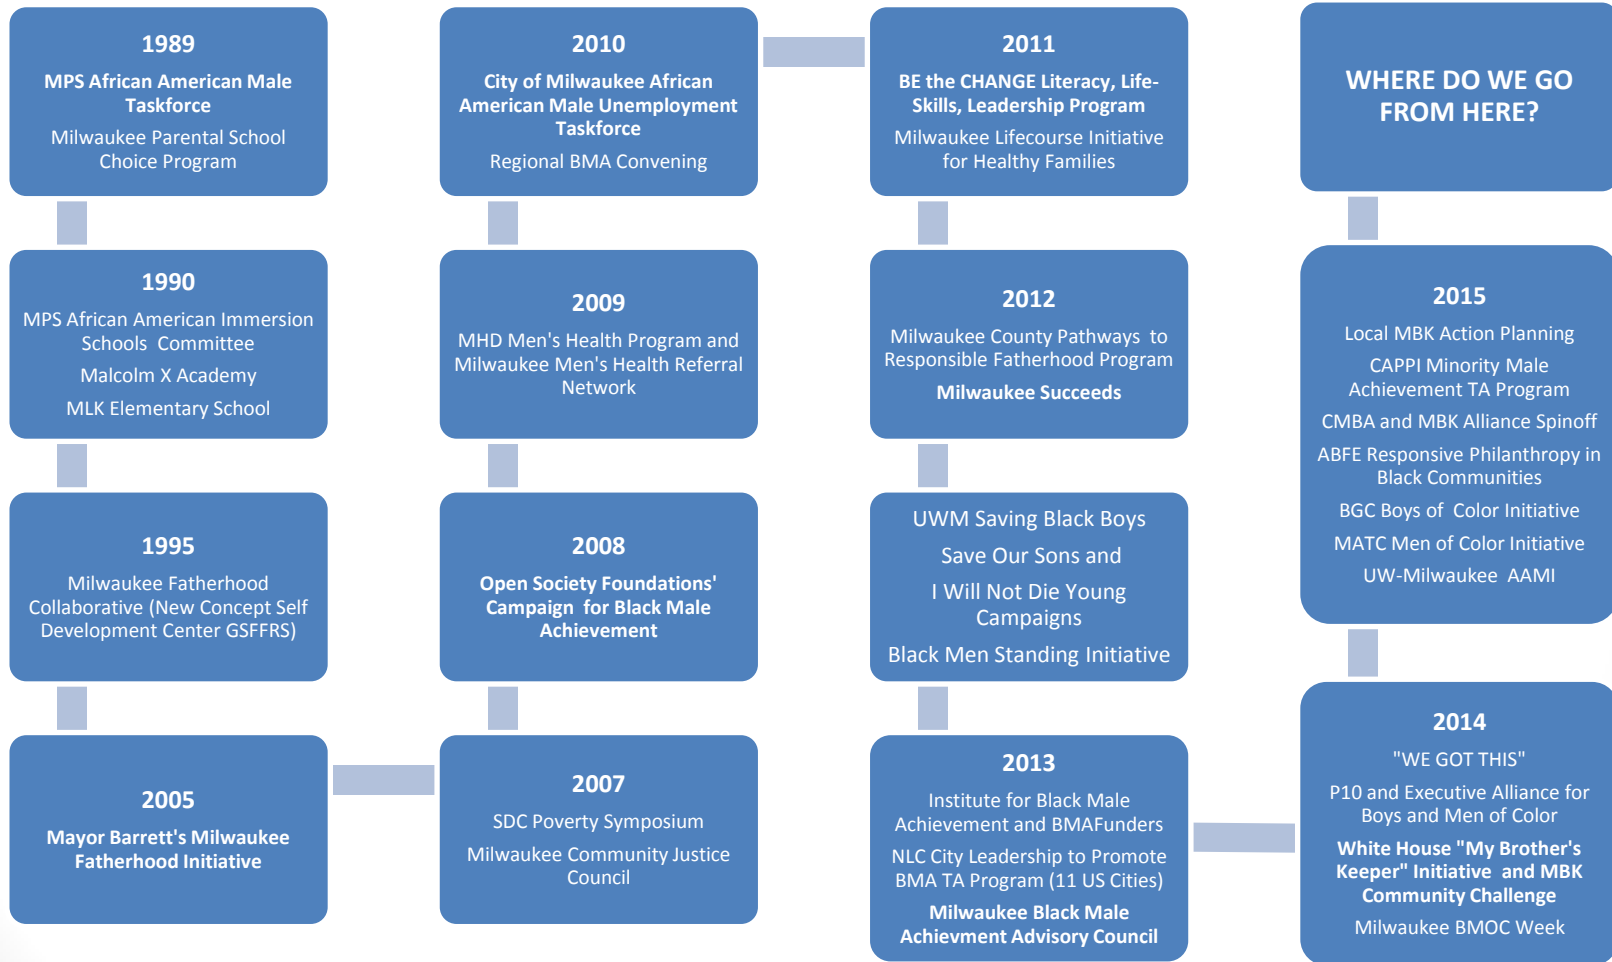 1989
MPS African American Male
Taskforce
Milwaukee Parental School
Choice Program
1990
MPS African American Immersion
Schools Committee
Malcolm X Academy
MLK Elementary School
1995
Milwaukee Fatherhood
Collaborative (New Concept Self
Development Center GSFFRS)
2005
Mayor Barrett's Milwaukee
Fatherhood Initiative
2007
SDC Poverty Symposium
Milwaukee Community Justice
Council
2008
Open Society Foundations'
Campaign for Black Male
Achievement
2009
MHD Men's Health Program and
Milwaukee Men's Health Referral
Network
2010
City of Milwaukee African
American Male Unemployment
Taskforce
Regional BMA Convening
2011
BE the CHANGE Literacy, Life-
Skills, Leadership Program
Milwaukee Lifecourse Initiative
for Healthy Families
2012
Milwaukee County Pathways to
Responsible Fatherhood Program
Milwaukee Succeeds
UWM Saving Black Boys
Save Our Sons and
I Will Not Die Young
Campaigns
Black Men Standing Initiative
2013
Institute for Black Male
Achievement and BMAFunders
NLC City Leadership to Promote
BMA TA Program (11 US Cities)
Milwaukee Black Male
Achievment Advisory Council
2014
"WE GOT THIS"
P10 and Executive Alliance for
Boys and Men of Color
White House "My Brother's
Keeper" Initiative and MBK
Community Challenge
Milwaukee BMOC Week
2015
Local MBK Action Planning
CAPPI Minority Male
Achievement TA Program
CMBA and MBK Alliance Spinoff
ABFE Responsive Philanthropy in
Black Communities
BGC Boys of Color Initiative
MATC Men of Color Initiative
UW-Milwaukee AAMI
WHERE DO WE GO
FROM HERE?